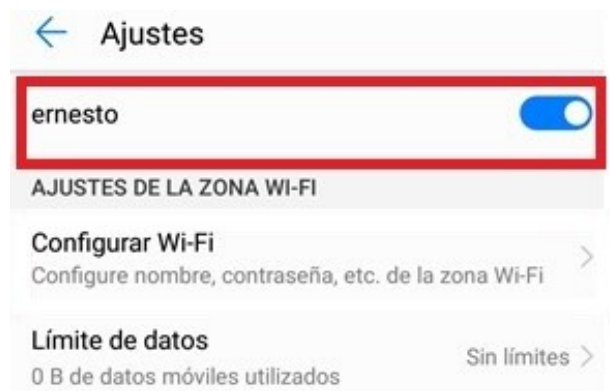 Ajustes
ernesto
AJUSTES DE LA ZONA WI-FI
Configurar Wi-Fi
Configure nombre, contraseña, etc. de la zona Wi-Fi
Límite de datos
Sin límites
0 B de datos móviles utilizados